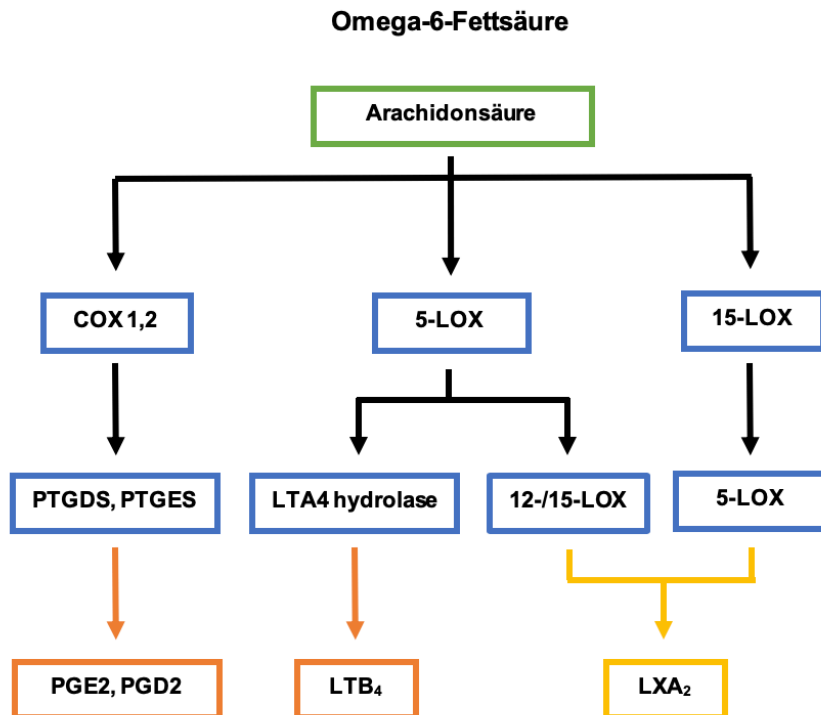 Omega-6-Fettsäure
Arachidonsäure
COX 1,2
5-LOX
15-LOX
PTGDS, PTGES
LTA4 hydrolase
12-/15-LOX
5-LOX
PGE2, PGD2
LTB₄
LXA₂